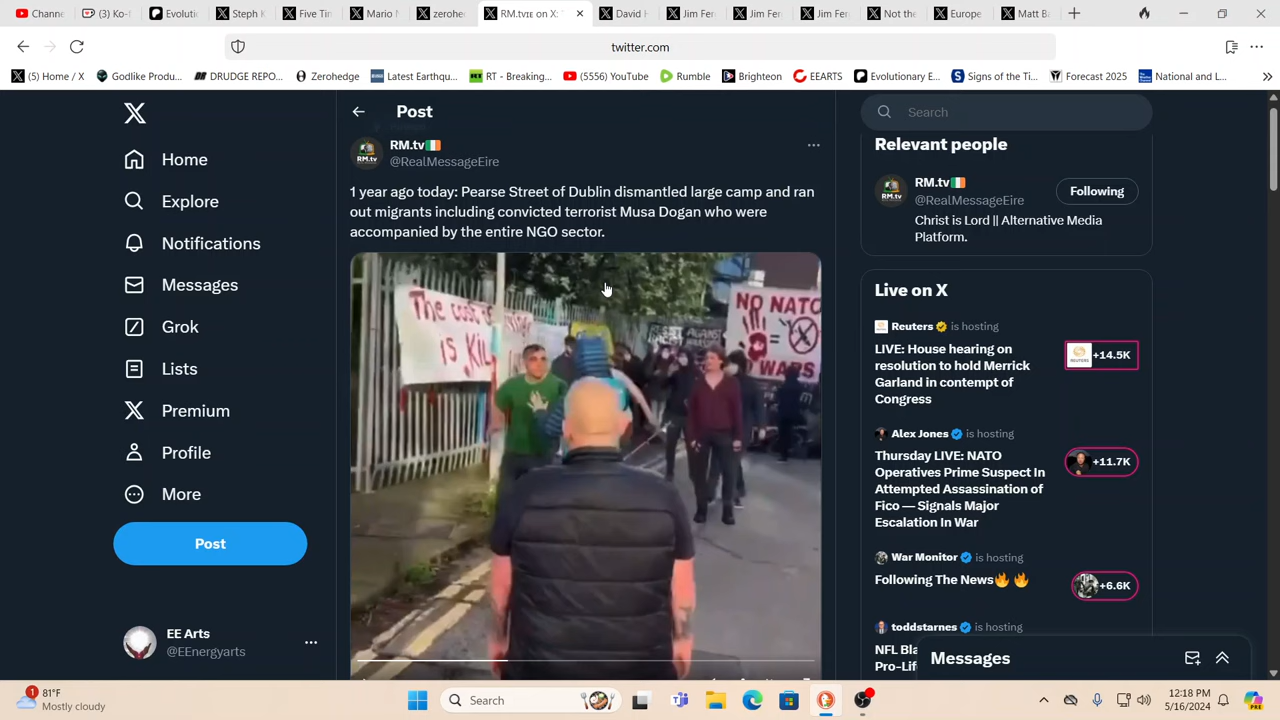 Channe
(3) Ko-f
Evoluti
Steph K
Five Tim
Mario N
zerohe
RM.tv on X:
David H
Jim Fer
Jim Fer
Jim Fer
Not the
Europe
Matt B
twitter.com
(5) Home / X
Godlike Produ...
DRUDGE REPO...
Zerohedge
Latest Earthqu...
RT - Breaking...
(5556) YouTube
Rumble
Brighteon
EEARTS
Evolutionary E...
Signs of the Ti...
Forecast 2025
National and L...
Home
Explore
Notifications
Messages
Grok
Lists
Premium
Profile
More
Post
EE Arts
@EEnergyarts
Post
RM.tv
@RealMessageEire
1 year ago today: Pearse Street of Dublin dismantled large camp and ran
out migrants including convicted terrorist Musa Dogan who were
accompanied by the entire NGO sector.
The cost of
IS KIL
NO NATO
WARS
Search
Relevant people
RM.tv
@RealMessageEire
Following
Christ is Lord || Alternative Media
Platform.
Live on X
Reuters is hosting
LIVE: House hearing on
resolution to hold Merrick
Garland in contempt of
Congress
+14.5K
Alex Jones is hosting
Thursday LIVE: NATO
Operatives Prime Suspect In
Attempted Assassination of
Fico — Signals Major
Escalation In War
+11.7K
War Monitor is hosting
Following The News🔥 🔥
+6.6K
toddstarnes is hosting
NFL Bla
Pro-Life
Messages
1
81°F
Mostly cloudy
Search
12:18 PM
5/16/2024